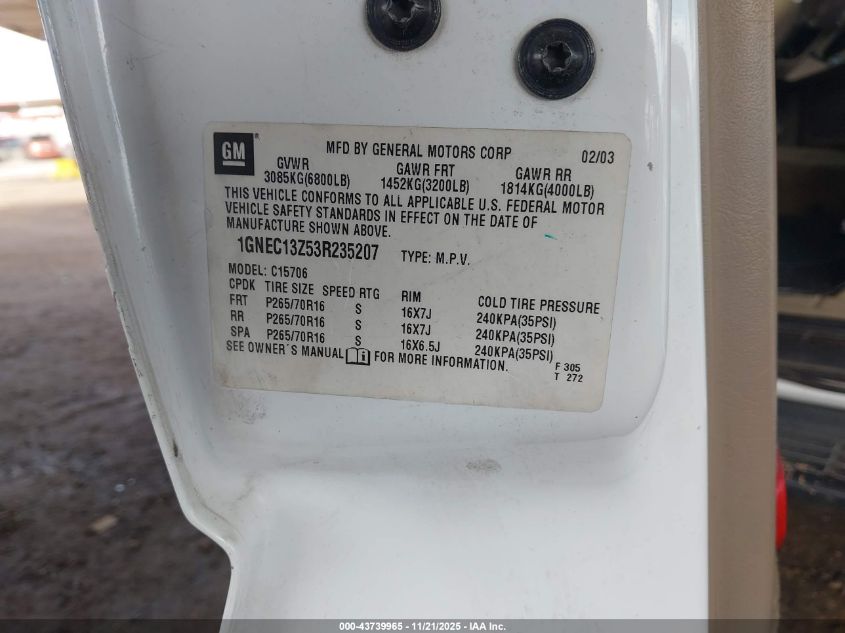 GM
MFD BY GENERAL MOTORS CORP 02/03
GVWR GAWR FRT GAWR RR
3085KG(6800LB) 1452KG(3200LB) 1814KG(4000LB)
THIS VEHICLE CONFORMS TO ALL APPLICABLE U.S. FEDERAL MOTOR
VEHICLE SAFETY STANDARDS IN EFFECT ON THE DATE OF
MANUFACTURE SHOWN ABOVE.
1GNEC13Z53R235207 TYPE: M.P.V.
MODEL: C15706
CPDK TIRE SIZE SPEED RTG RIM COLD TIRE PRESSURE
FRT P265/70R16 S 16X7J 240KPA(35PSI)
RR P265/70R16 S 16X7J 240KPA(35PSI)
SPA P265/70R16 S 16X6.5J 240KPA(35PSI)
SEE OWNER'S MANUAL FOR MORE INFORMATION.
F 305
T 272
000-43739965 - 11/21/2025 - IAA Inc.